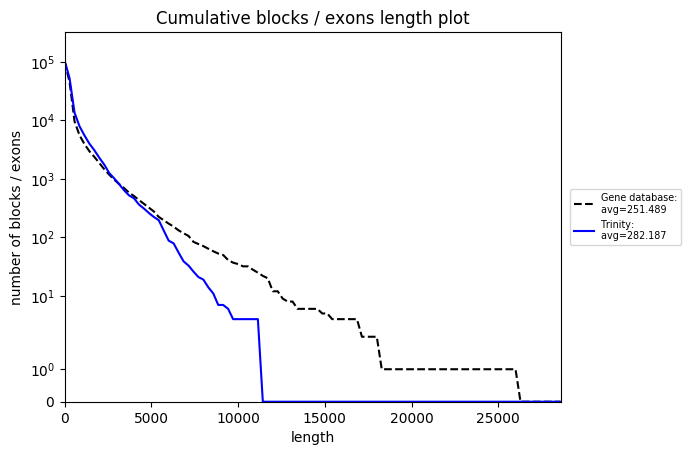 Cumulative blocks / exons length plot
number of blocks / exons
10^5
10^4
10^3
10^2
10^1
10^0
0
0 5000 10000 15000 20000 25000
length
Gene database:
avg=251.489
Trinity:
avg=282.187